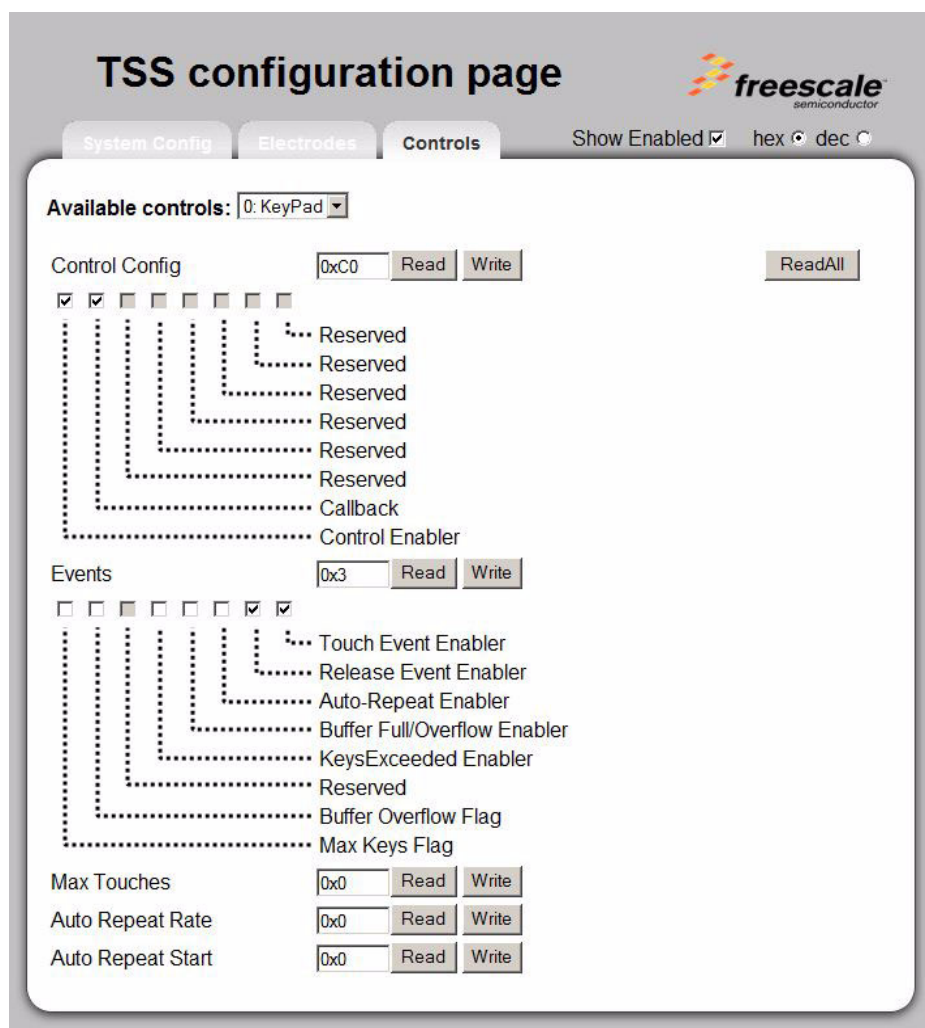 TSS configuration page
freescale™
semiconductor
System Config Electrodes Controls Show Enabled hex dec
Available controls: 0: KeyPad
Control Config 0xC0 Read Write ReadAll
Reserved
Reserved
Reserved
Reserved
Reserved
Reserved
Callback
Control Enabler
Events 0x3 Read Write
Touch Event Enabler
Release Event Enabler
Auto-Repeat Enabler
Buffer Full/Overflow Enabler
KeysExceeded Enabler
Reserved
Buffer Overflow Flag
Max Keys Flag
Max Touches 0x0 Read Write
Auto Repeat Rate 0x0 Read Write
Auto Repeat Start 0x0 Read Write